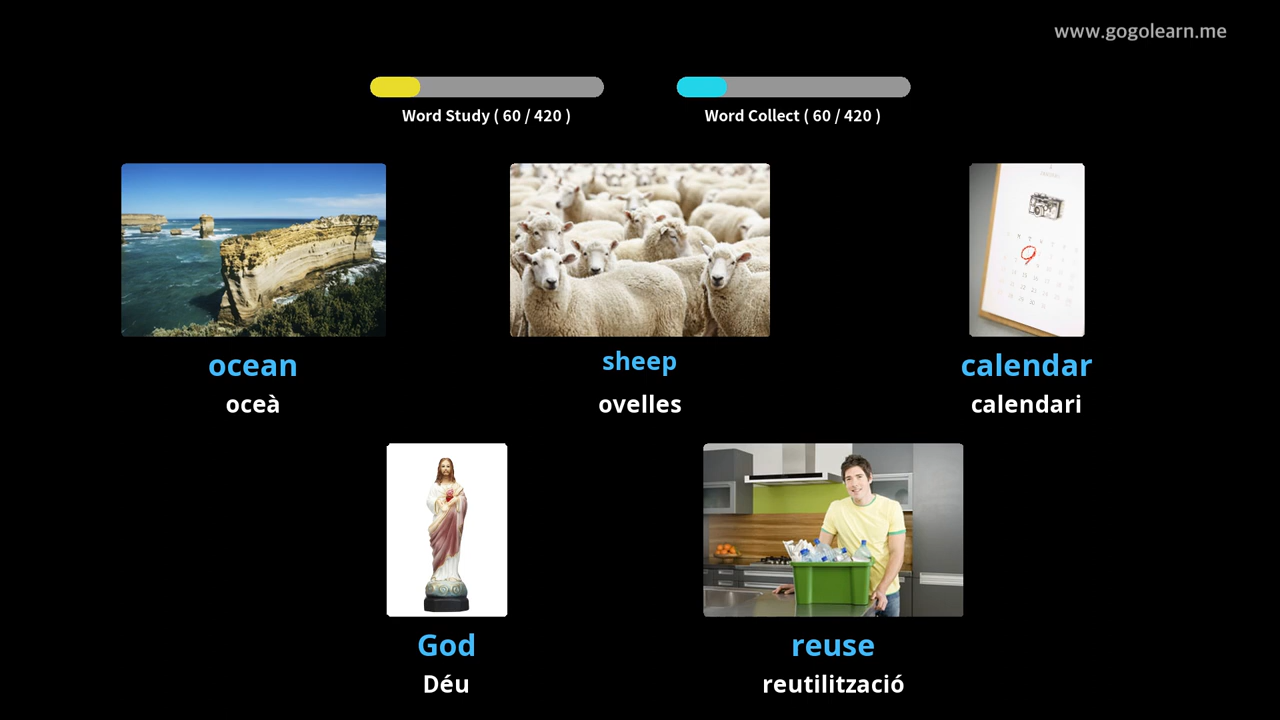 www.gogolearn.me
Word Study ( 60 / 420 )
Word Collect ( 60 / 420 )
ocean
oceà
sheep
ovelles
calendar
calendari
God
Déu
reuse
reutilització